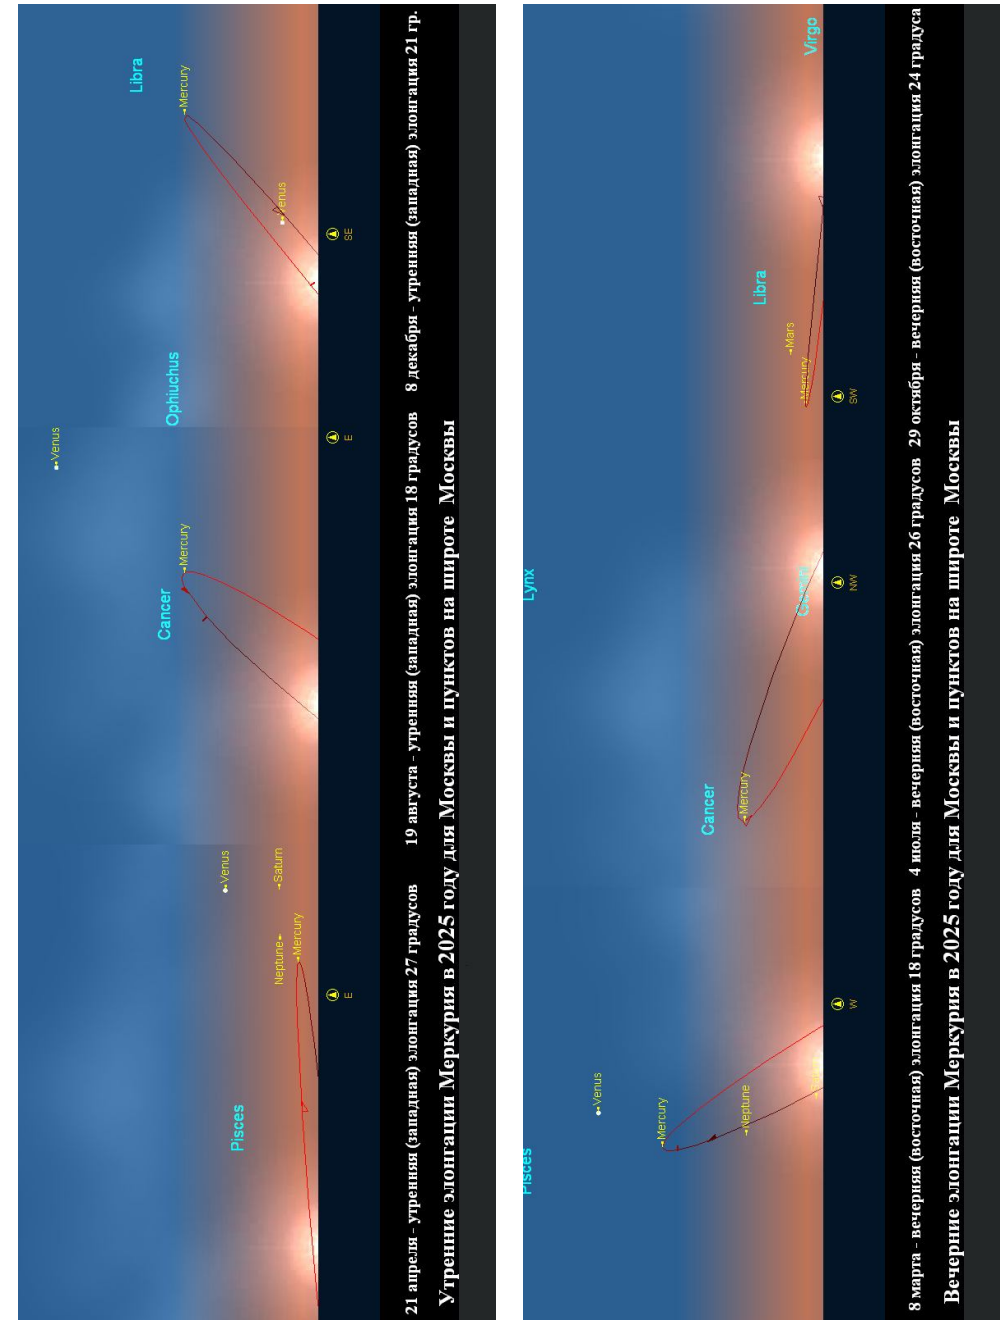 Pisces
Venus
Saturn
Neptune
Mercury
E
Cancer
Venus
Mercury
E
Ophiuchus
Libra
Mercury
Venus
SE
21 апреля - утренняя (западная) элонгация 27 градусов 19 августа - утренняя (западная) элонгация 18 градусов 8 декабря - утренняя (западная) элонгация 21 гр.
Утренние элонгации Меркурия в 2025 году для Москвы и пунктов на широте Москвы
Pisces
Venus
Mercury
Neptune
W
Lynx
Cancer
Mercury
NW
Libra
Virgo
Mars
Mercury
SW
8 марта - вечерняя (восточная) элонгация 18 градусов 4 июля - вечерняя (восточная) элонгация 26 градусов 29 октября - вечерняя (восточная) элонгация 24 градуса
Вечерние элонгации Меркурия в 2025 году для Москвы и пунктов на широте Москвы